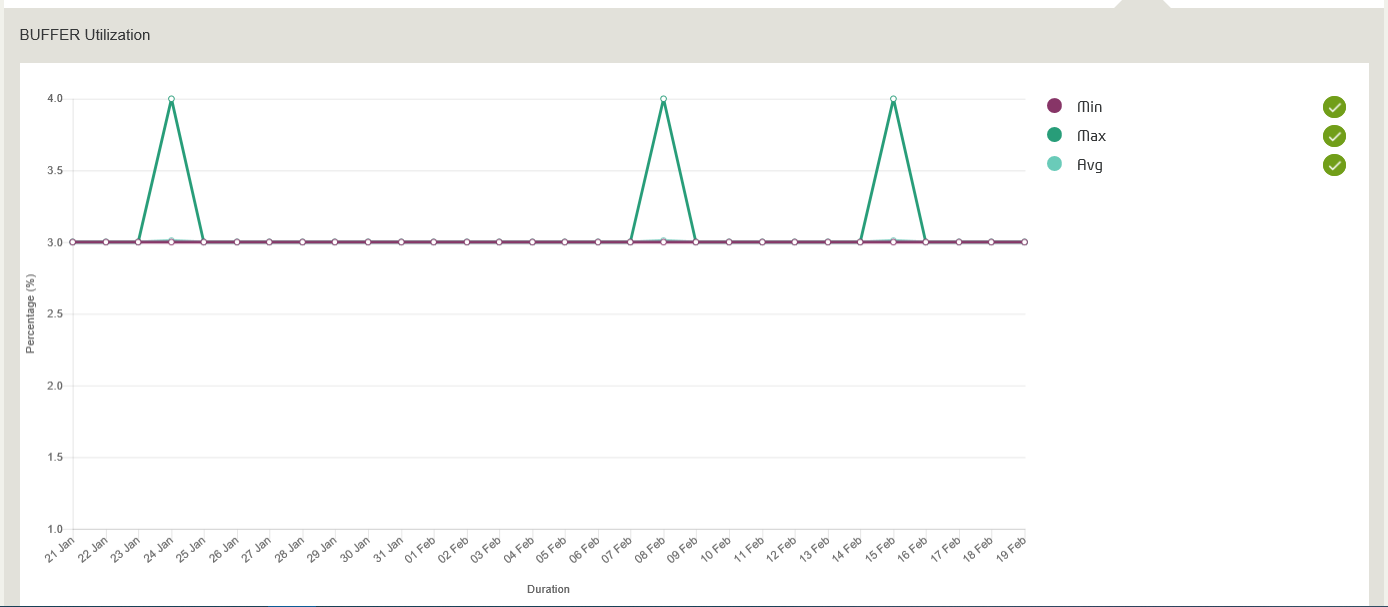 BUFFER Utilization
4.0
3.5
3.0
2.5
2.0
1.5
1.0
Percentage (%)
21 Jan
22 Jan
23 Jan
24 Jan
25 Jan
26 Jan
27 Jan
28 Jan
29 Jan
30 Jan
31 Jan
01 Feb
02 Feb
03 Feb
04 Feb
05 Feb
06 Feb
07 Feb
08 Feb
09 Feb
10 Feb
11 Feb
12 Feb
13 Feb
14 Feb
15 Feb
16 Feb
17 Feb
18 Feb
19 Feb
Duration
Min
Max
Avg